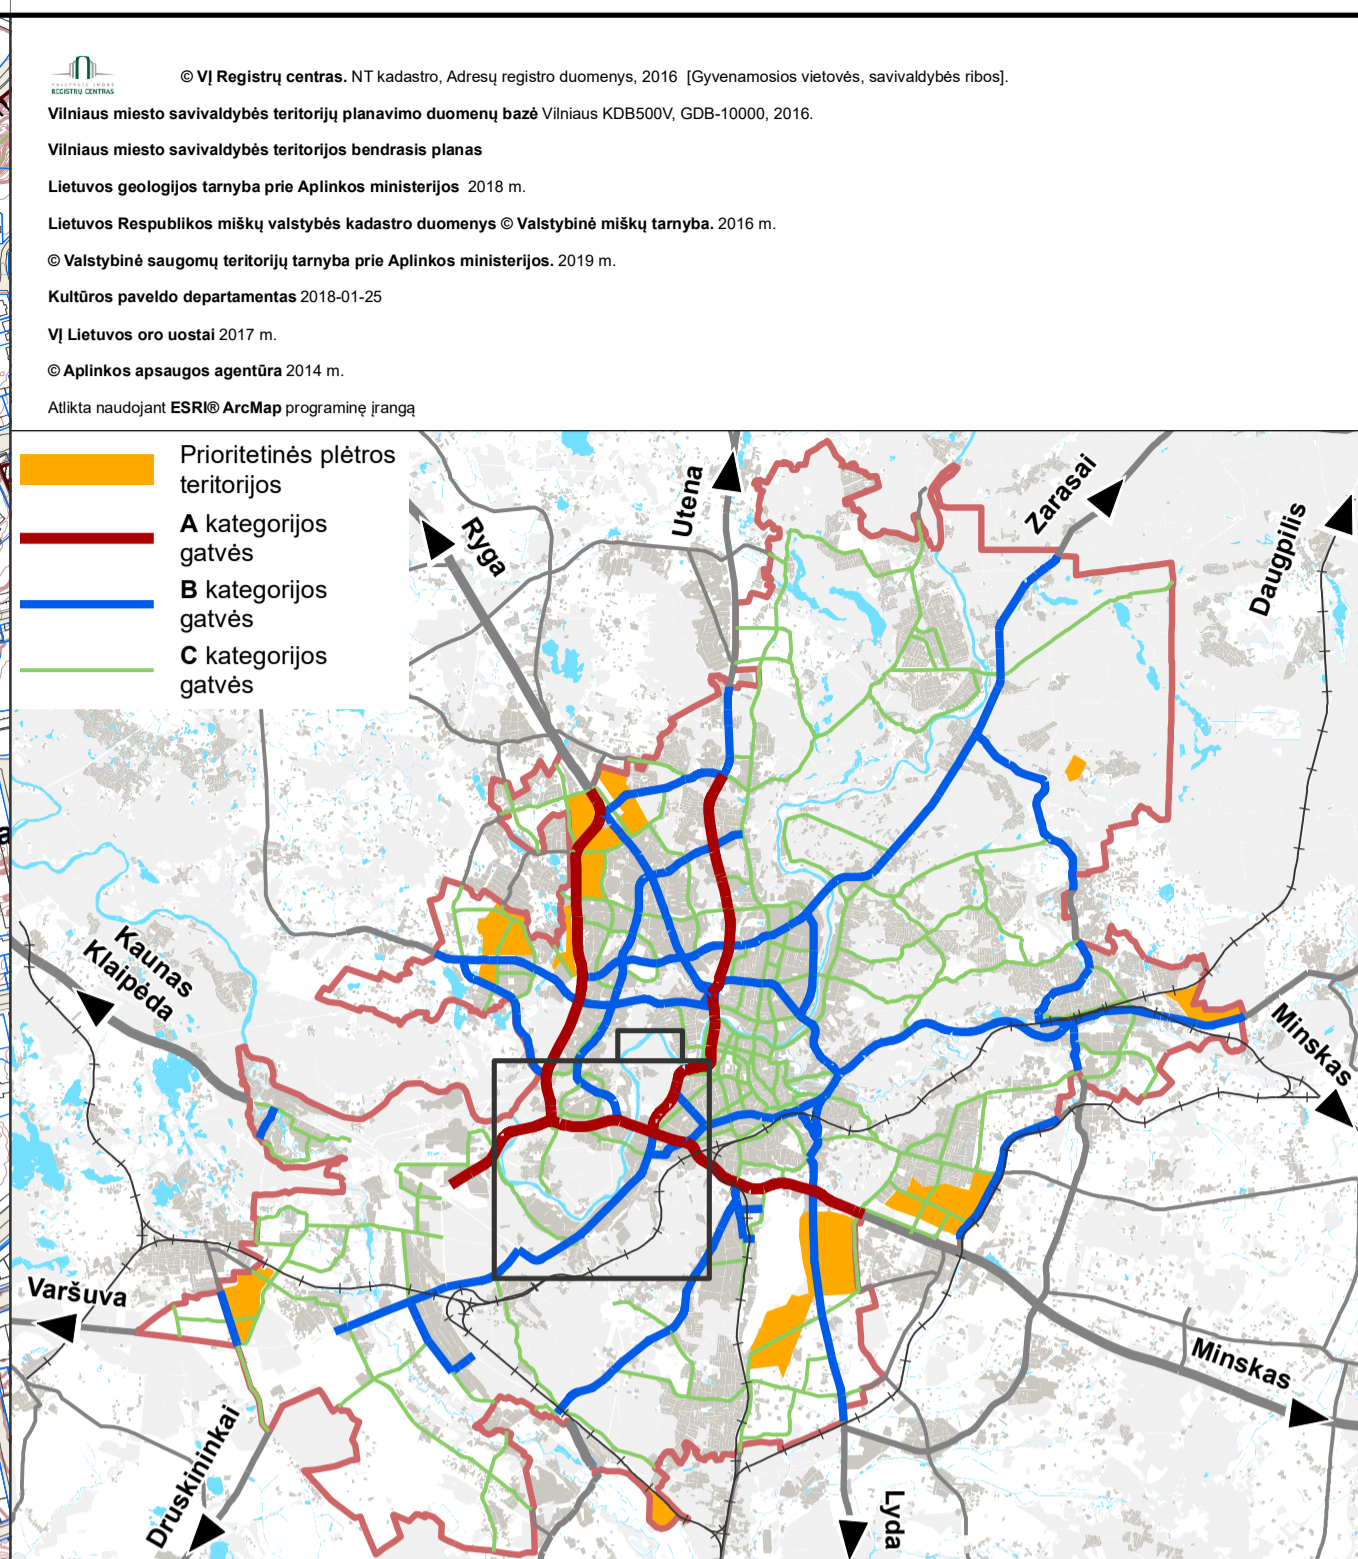 VALSTYBĖS ĮMONĖ
REGISTRŲ CENTRAS
© VĮ Registrų centras. NT kadastro, Adresų registro duomenys, 2016 [Gyvenamosios vietovės, savivaldybės ribos].
Vilniaus miesto savivaldybės teritorijų planavimo duomenų bazė Vilniaus KDB500V, GDB-10000, 2016.
Vilniaus miesto savivaldybės teritorijos bendrasis planas
Lietuvos geologijos tarnyba prie Aplinkos ministerijos 2018 m.
Lietuvos Respublikos miškų valstybės kadastro duomenys © Valstybinė miškų tarnyba. 2016 m.
© Valstybinė saugomų teritorijų tarnyba prie Aplinkos ministerijos. 2019 m.
Kultūros paveldo departamentas 2018-01-25
VĮ Lietuvos oro uostai 2017 m.
© Aplinkos apsaugos agentūra 2014 m.
Atlikta naudojant ESRI® ArcMap programinę įrangą
Prioritetinės plėtros
teritorijos
A kategorijos
gatvės
B kategorijos
gatvės
C kategorijos
gatvės
Ryga
Utena
Zarasai
Daugpilis
Kaunas
Klaipėda
Minskas
Varšuva
Minskas
Druskininkai
Lyda